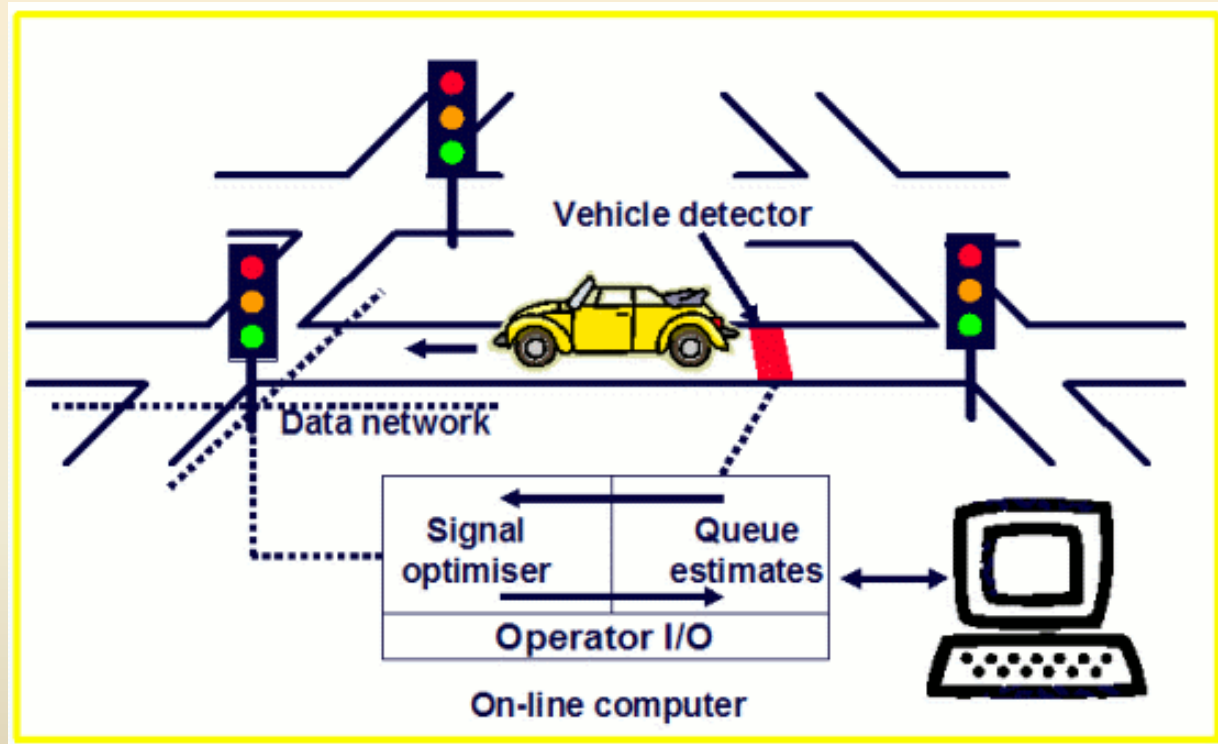 Vehicle detector
Data network
Signal
optimiser
Queue
estimates
Operator I/O
On-line computer